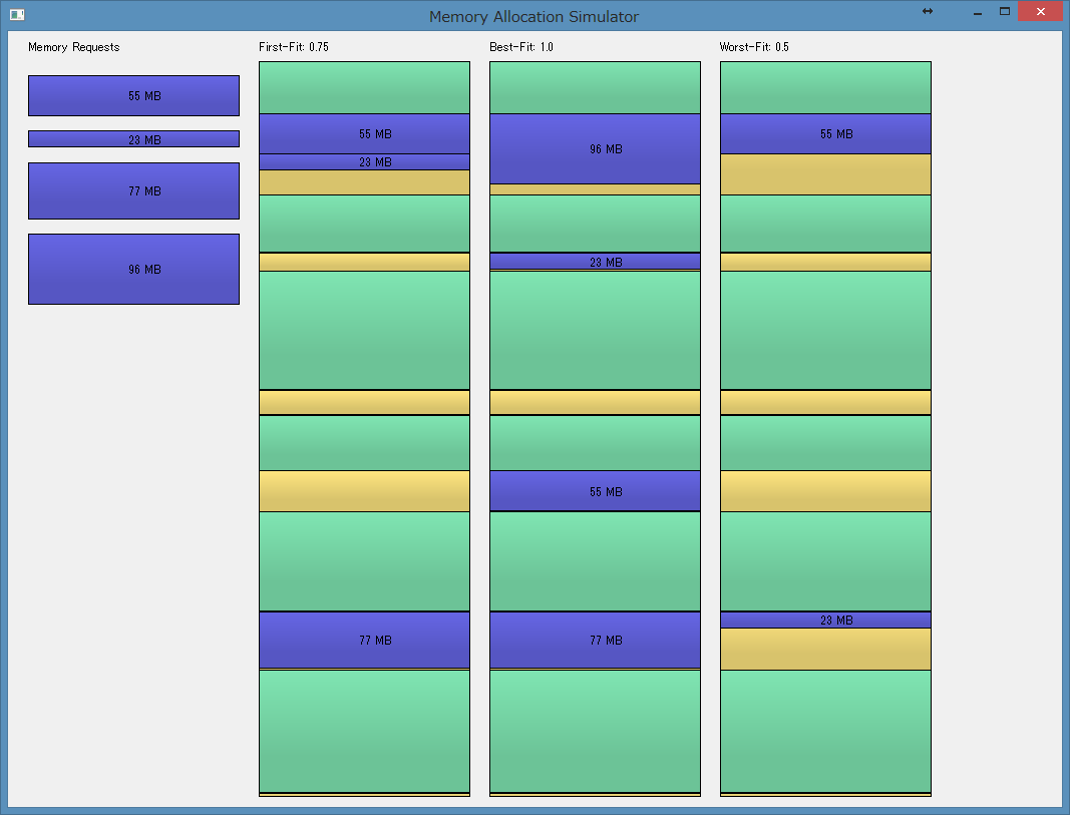 Memory Allocation Simulator
Memory Requests
55 MB
23 MB
77 MB
96 MB
First-Fit: 0.75
55 MB
23 MB
77 MB
Best-Fit: 1.0
96 MB
23 MB
55 MB
77 MB
Worst-Fit: 0.5
55 MB
23 MB